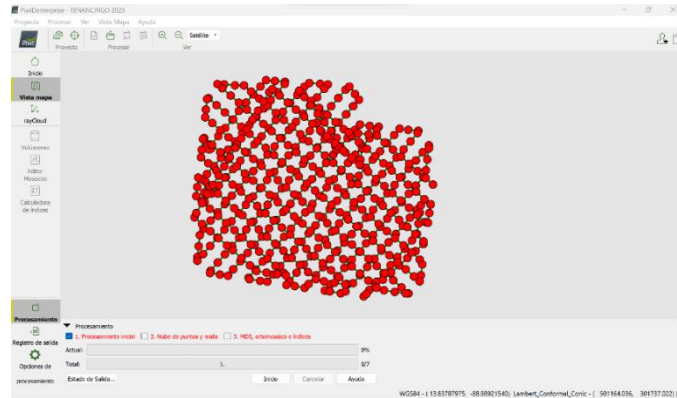 Pix4Denterprise - TENANCINGO 2023
Proyecto Procesar Ver Vista Mapa Ayuda
Satélite
Proyecto Procesar Ver
Inicio
Vista mapa
rayCloud
Volúmenes
Editor Mosaicos
Calculadora de índices
Procesamiento
Registro de salida
Opciones de procesamiento
Procesamiento
1. Procesamiento inicial 2. Nube de puntos y malla 3. MDS, ortomosaico e índices
Actual:
Total: 1.
Estado de Salida... Inicio Cancelar Ayuda
WGS84 - ( 13.83787975, -88.98921540) Lambert_Conformal_Conic - ( 501164.036, 301737.022)